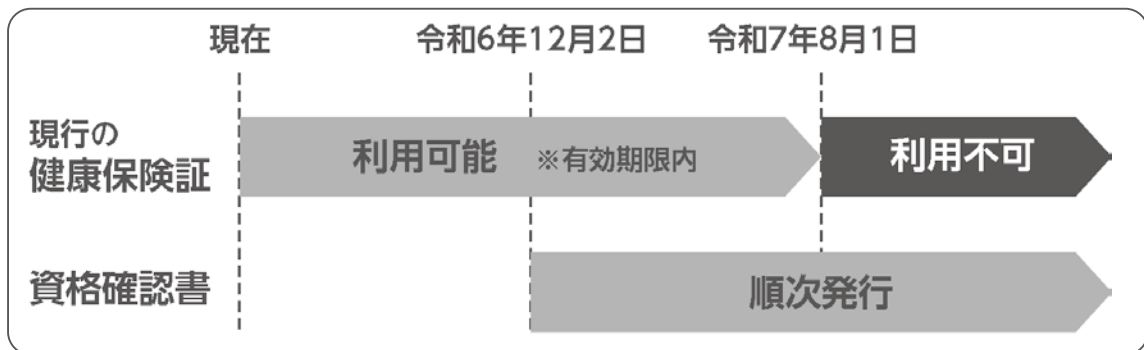 現在 令和6年12月2日 令和7年8月1日
現行の
健康保険証
利用可能 ※有効期限内
利用不可
資格確認書
順次発行